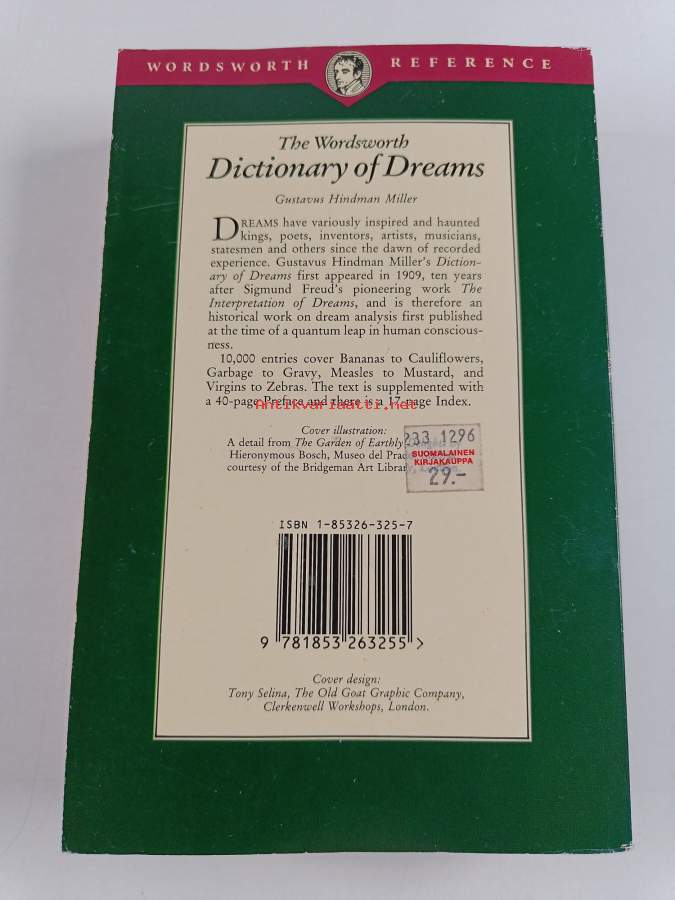 WORDSWORTH REFERENCE
The Wordsworth
Dictionary of Dreams
Gustavus Hindman Miller
DREAMS have variously inspired and haunted
kings, poets, inventors, artists, musicians,
statesmen and others since the dawn of recorded
experience. Gustavus Hindman Miller's Diction-
ary of Dreams first appeared in 1909, ten years
after Sigmund Freud's pioneering work The
Interpretation of Dreams, and is therefore an
historical work on dream analysis first published
at the time of a quantum leap in human conscious-
ness.
10,000 entries cover Bananas to Cauliflowers,
Garbage to Gravy, Measles to Mustard, and
Virgins to Zebras. The text is supplemented with
a 40-page Preface and there is a 17-page Index.
Antikvariaatti.net
Cover illustration:
A detail from The Garden of Earthly
Hieronymous Bosch, Museo del
courtesy of the Bridgeman Art
233 1296
SUOMALAINEN
KIRJAKAUPPA
29.-
ISBN 1-85326-325-7
9 781853 263255 >
Cover design:
Tony Selina, The Old Goat Graphic Company,
Clerkenwell Workshops, London.